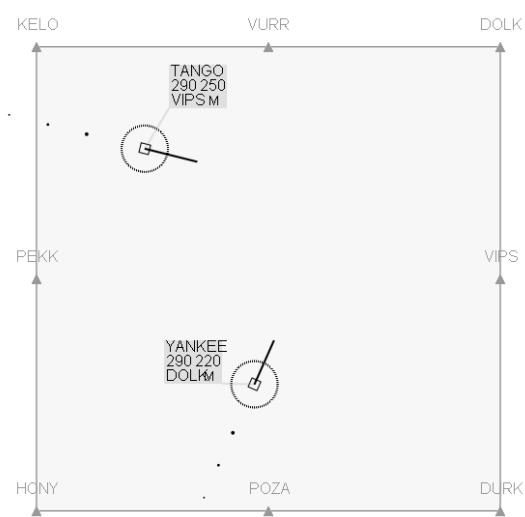 KELO VURR DOLK
TANGO
290 250
VIPS M
PEKK VIPS
YANKEE
290 220
DOLK M
HONY POZA DURK